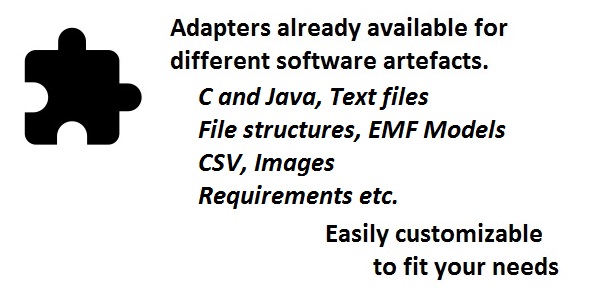 Adapters already available for
different software artefacts.
C and Java, Text files
File structures, EMF Models
CSV, Images
Requirements etc.
Easily customizable
to fit your needs